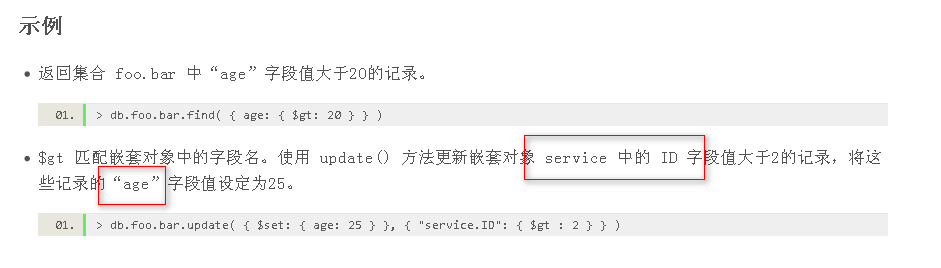 示例
返回集合 foo.bar 中“age”字段值大于20的记录。
01. > db.foo.bar.find( { age: { $gt: 20 } } )
$gt 匹配嵌套对象中的字段名。使用 update() 方法更新嵌套对象 service 中的 ID 字段值大于2的记录，将这
些记录的“age”字段值设定为25。
01. > db.foo.bar.update( { $set: { age: 25 } }, { "service.ID": { $gt : 2 } } )